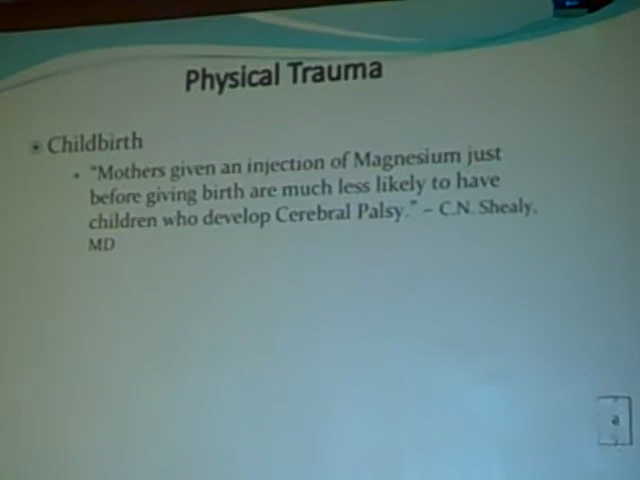 Physical Trauma
Childbirth
"Mothers given an injection of Magnesium just
before giving birth are much less likely to have
children who develop Cerebral Palsy." – C.N. Shealy,
MD
a